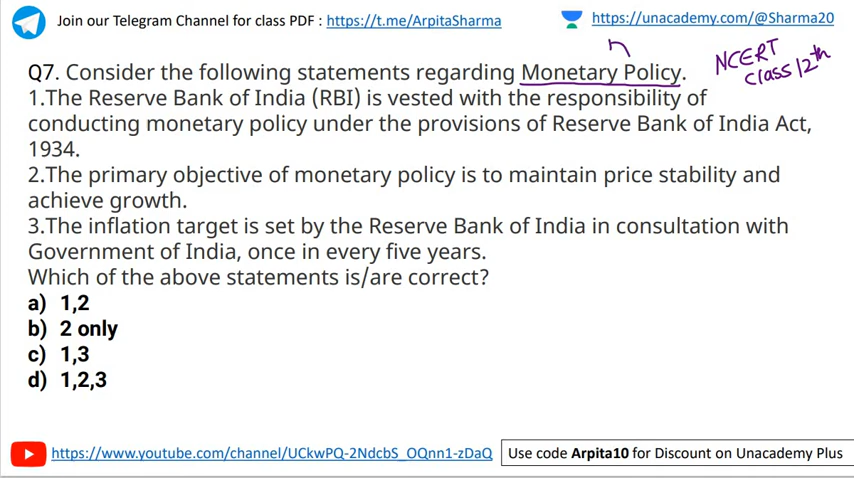 Join our Telegram Channel for class PDF : https://t.me/ArpitaSharma
https://unacademy.com/@Sharma20
NCERT
class 12th
Q7. Consider the following statements regarding Monetary Policy.
1.The Reserve Bank of India (RBI) is vested with the responsibility of
conducting monetary policy under the provisions of Reserve Bank of India Act,
1934.
2.The primary objective of monetary policy is to maintain price stability and
achieve growth.
3.The inflation target is set by the Reserve Bank of India in consultation with
Government of India, once in every five years.
Which of the above statements is/are correct?
a) 1,2
b) 2 only
c) 1,3
d) 1,2,3
https://www.youtube.com/channel/UCkwPQ-2NdcbS_OQnn1-zDaQ
Use code Arpita10 for Discount on Unacademy Plus